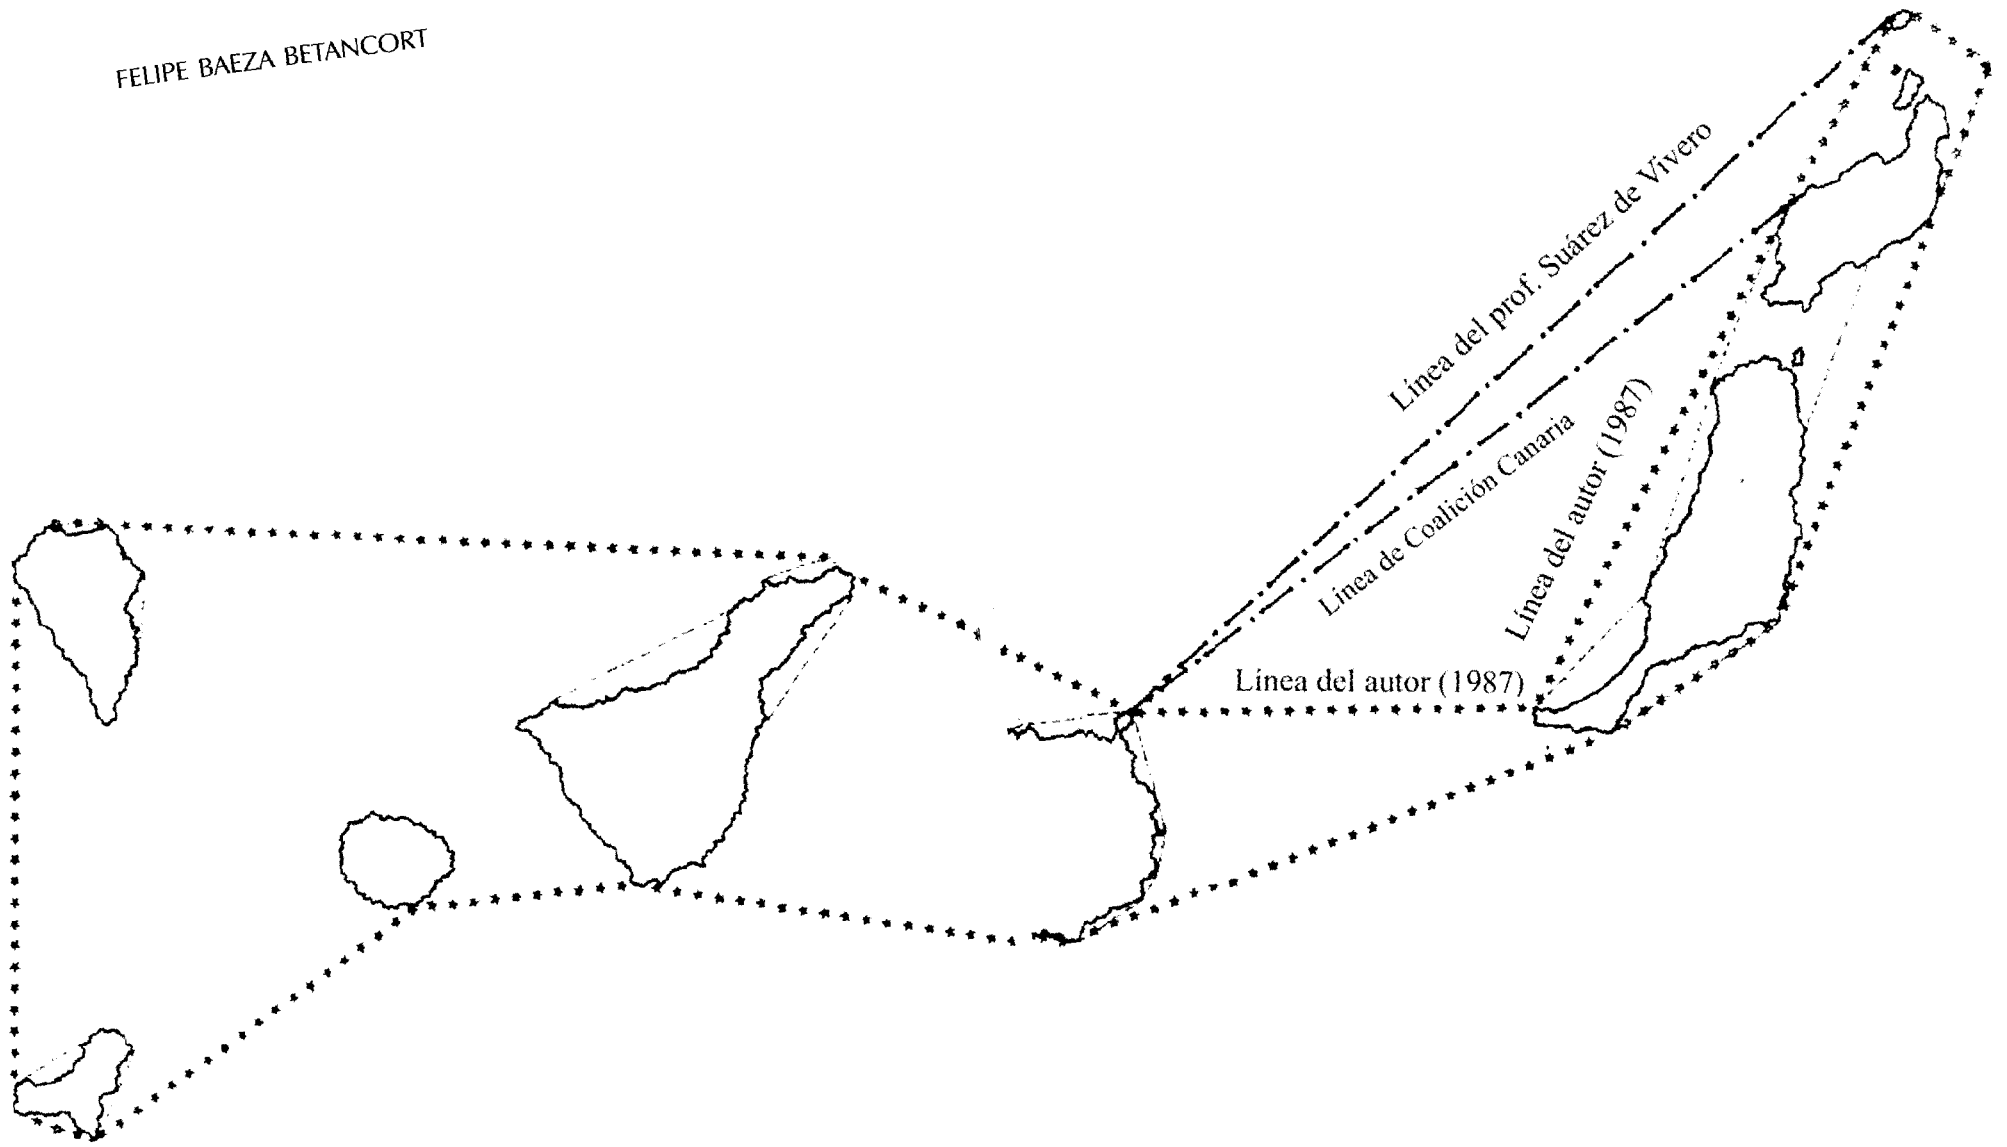 FELIPE BAEZA BETANCORT
Línea del prof. Suárez de Vivero
Línea de Coalición Canaria
Línea del autor (1987)
Línea del autor (1987)